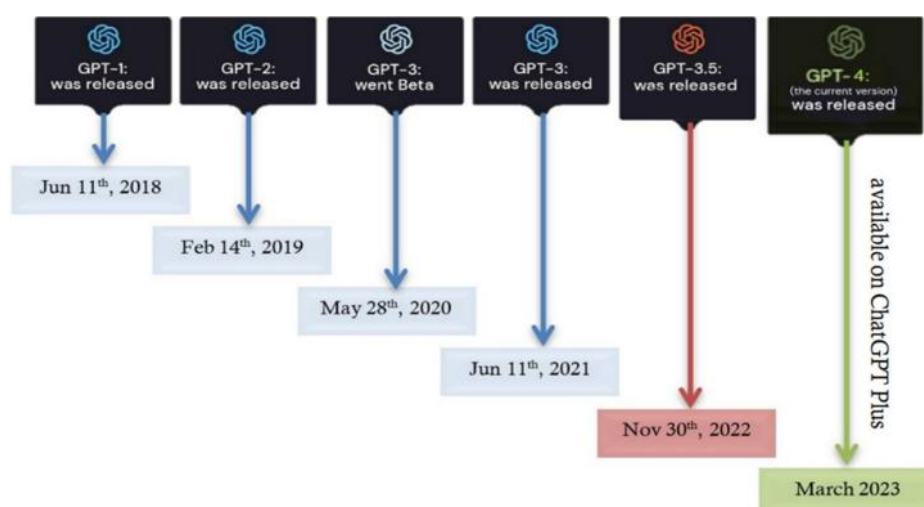 GPT-1:
was released
GPT-2:
was released
GPT-3:
went Beta
GPT-3:
was released
GPT-3.5:
was released
GPT-4:
(the current version)
was released
Jun 11th, 2018
Feb 14th, 2019
May 28th, 2020
Jun 11th, 2021
Nov 30th, 2022
March 2023
available on ChatGPT Plus